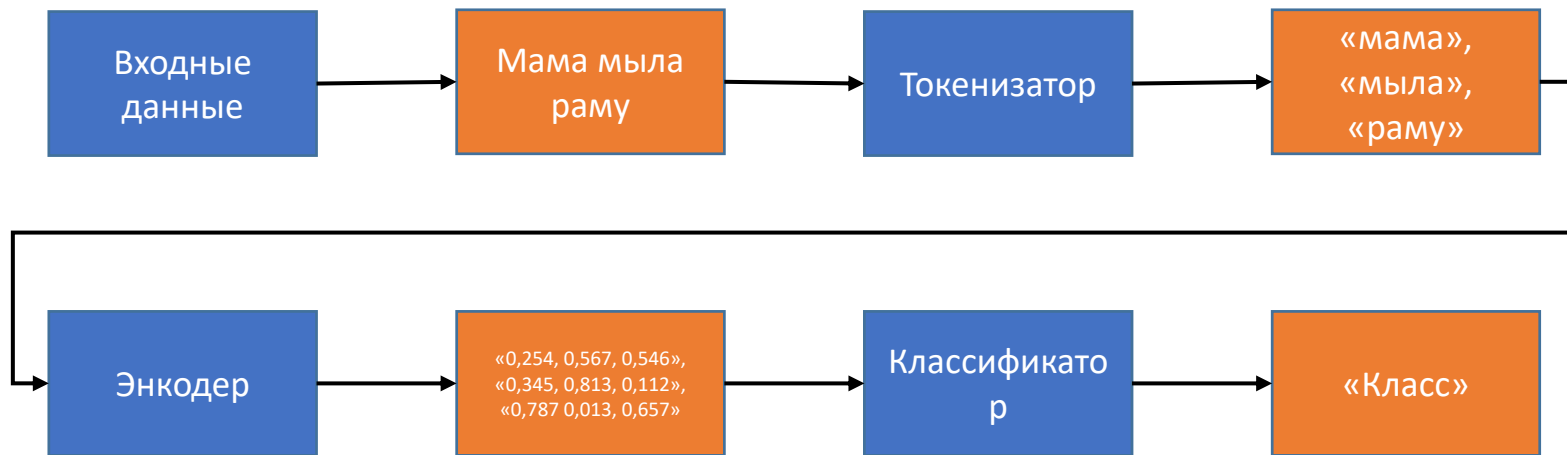 Входные
данные
Мама мыла
раму
Токенизатор
«мама»,
«мыла»,
«раму»
Энкодер
«0,254, 0,567, 0,546»,
«0,345, 0,813, 0,112»,
«0,787 0,013, 0,657»
Классификато
р
«Класс»